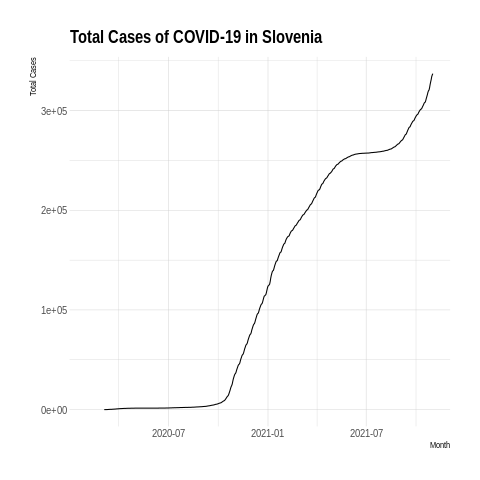 Total Cases of COVID-19 in Slovenia
Total Cases
3e+05
2e+05
1e+05
0e+00
2020-07 2021-01 2021-07
Month